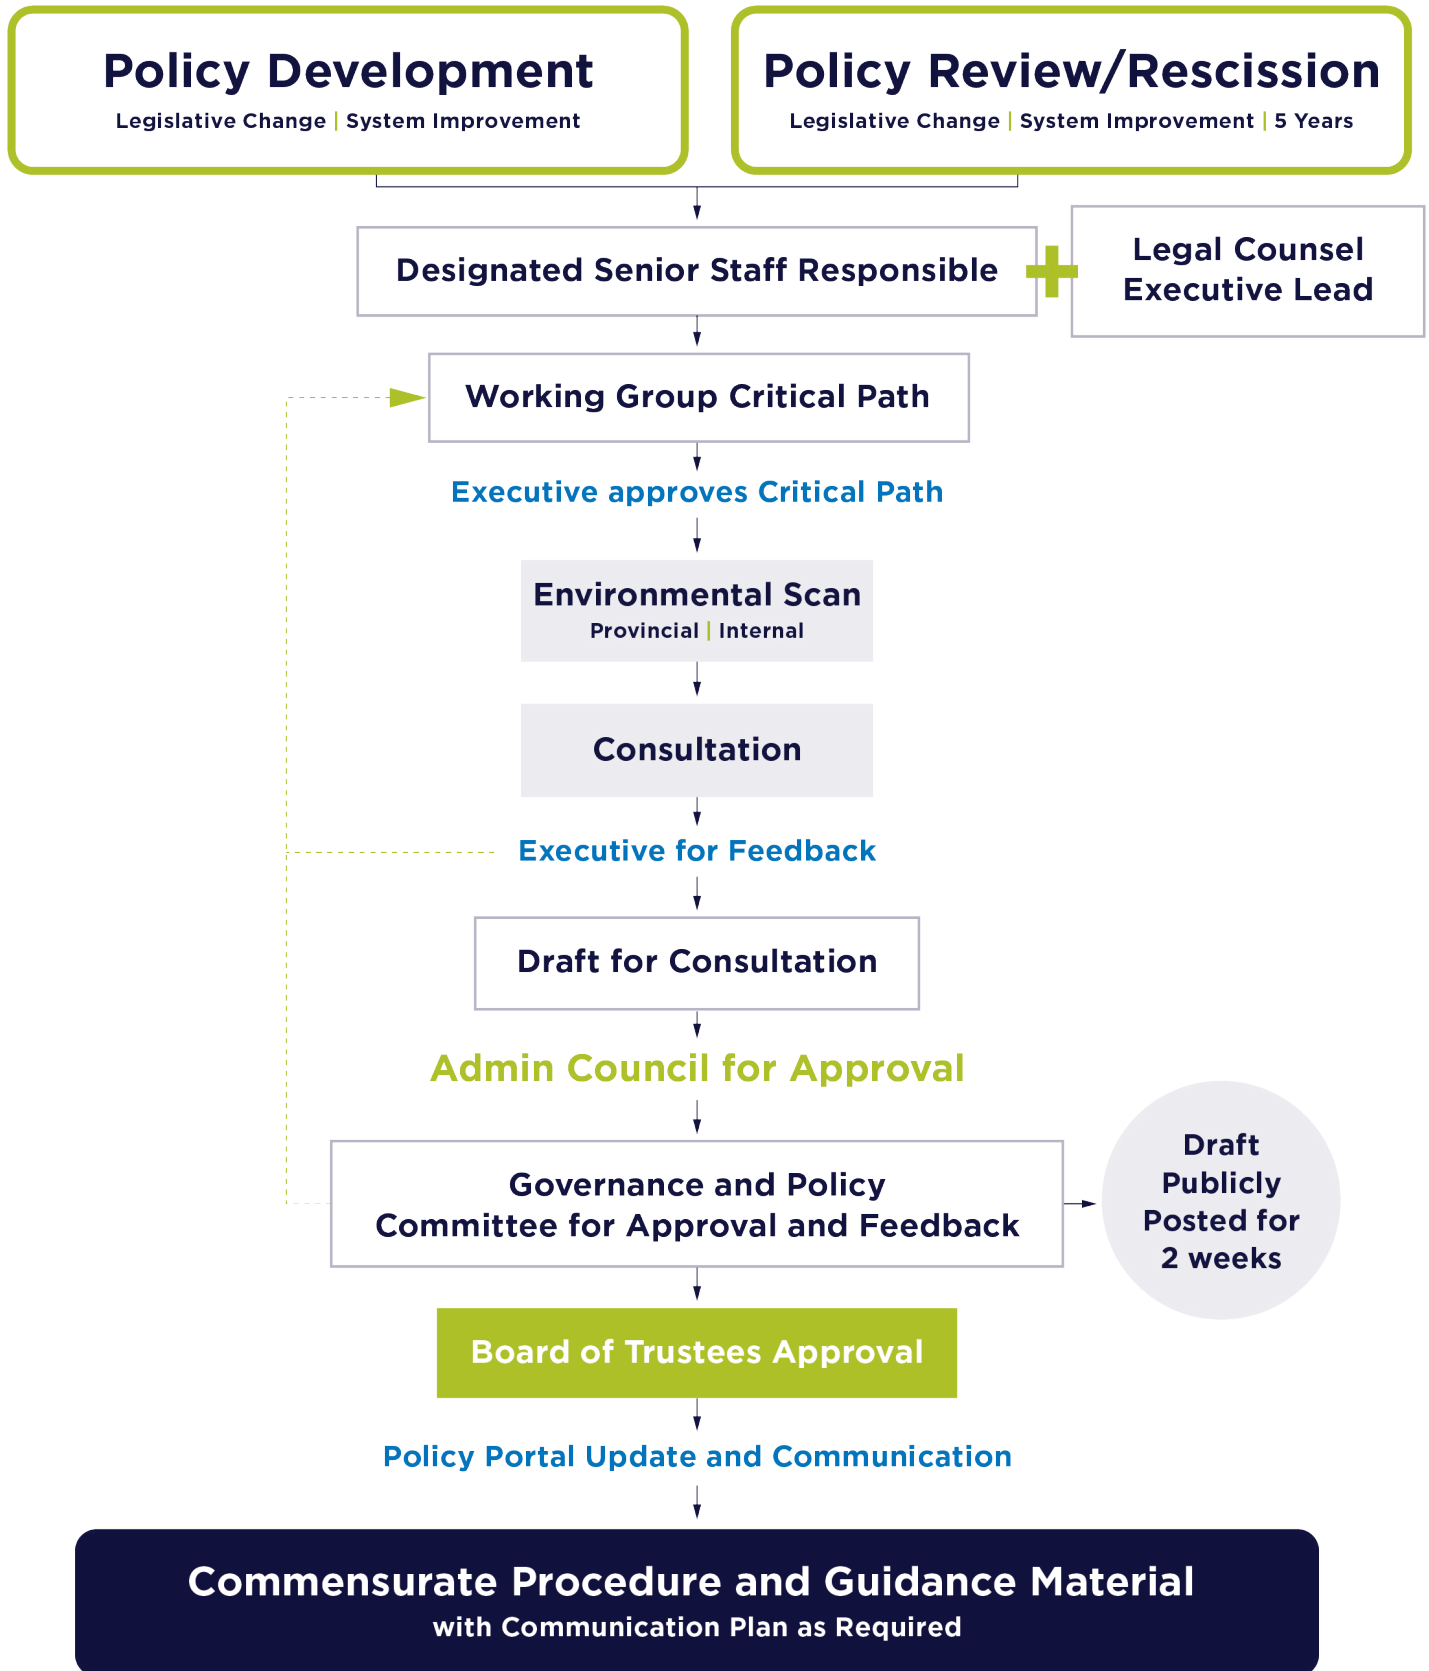 Policy Development
Legislative Change | System Improvement
Policy Review/Rescission
Legislative Change | System Improvement | 5 Years
Designated Senior Staff Responsible
Legal Counsel
Executive Lead
Working Group Critical Path
Executive approves Critical Path
Environmental Scan
Provincial | Internal
Consultation
Executive for Feedback
Draft for Consultation
Admin Council for Approval
Governance and Policy
Committee for Approval and Feedback
Draft
Publicly
Posted for
2 weeks
Board of Trustees Approval
Policy Portal Update and Communication
Commensurate Procedure and Guidance Material
with Communication Plan as Required